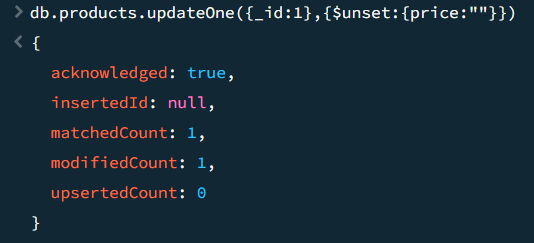 > db.products.updateOne({_id:1},{$unset:{price:""}})
< {
acknowledged: true,
insertedId: null,
matchedCount: 1,
modifiedCount: 1,
upsertedCount: 0
}